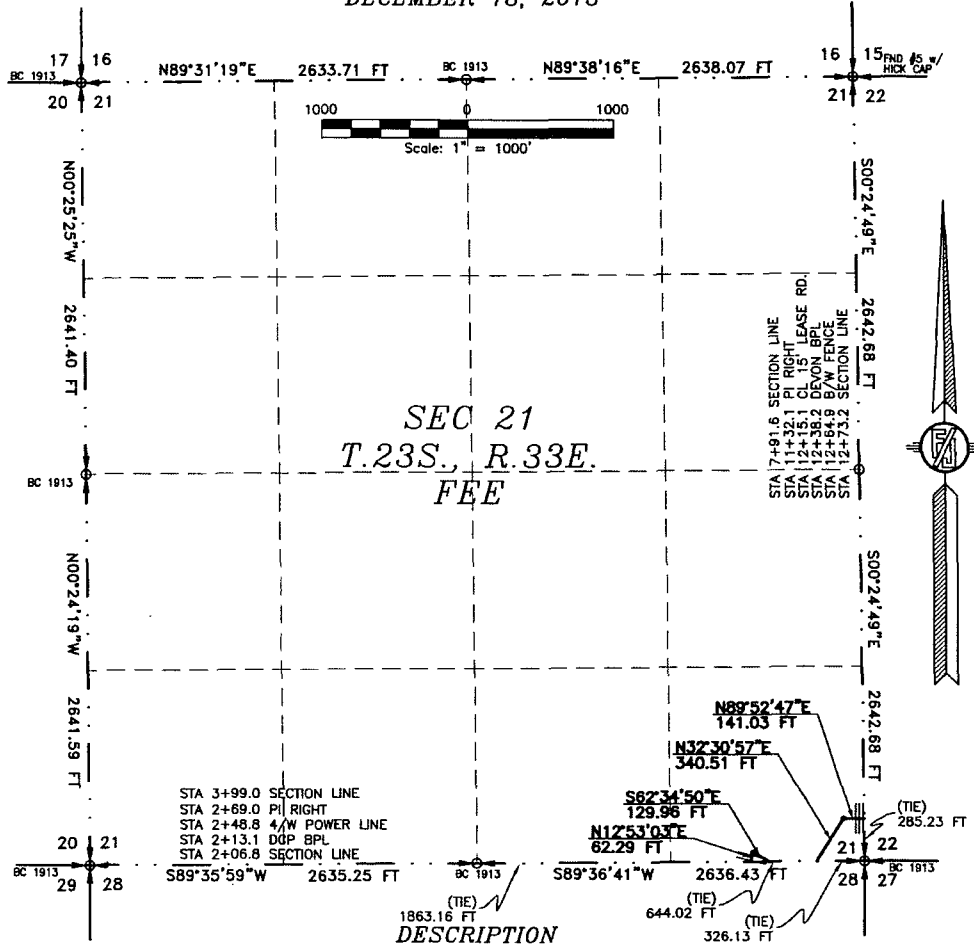 DECEMBER 18, 2013
17 16
BC 1913
20 21
N89°31'19"E 2633.71 FT
BC 1913
N89°38'16"E 2638.07 FT
16 15
FND #5 w/
HICK CAP
21 22
1000 0 1000
Scale: 1" = 1000'
N00°25'25"W
2641.40 FT
S00°24'49"E
2642.68 FT
STA 7+91.6 SECTION LINE
STA 11+32.1 PI RIGHT
STA 12+15.1 CL 15' LEASE RD.
STA 12+38.2 DEVON BPL
STA 12+64.9 B/W FENCE
STA 12+73.2 SECTION LINE
SEC 21
T.23S., R.33E.
FEE
BC 1913
N00°24'19"W
2641.59 FT
S00°24'49"E
2642.68 FT
N89°52'47"E
141.03 FT
N32°30'57"E
340.51 FT
S62°34'50"E
129.96 FT
N12°53'03"E
62.29 FT
(TIE)
285.23 FT
STA 3+99.0 SECTION LINE
STA 2+69.0 PI RIGHT
STA 2+48.8 4/W POWER LINE
STA 2+13.1 DCP BPL
STA 2+06.8 SECTION LINE
20 21
BC 1913
29 28
S89°35'59"W 2635.25 FT
BC 1913
S89°36'41"W 2636.43 FT
21 22
28 27
BC 1913
(TIE)
1863.16 FT
(TIE)
644.02 FT
(TIE)
326.13 FT
DESCRIPTION